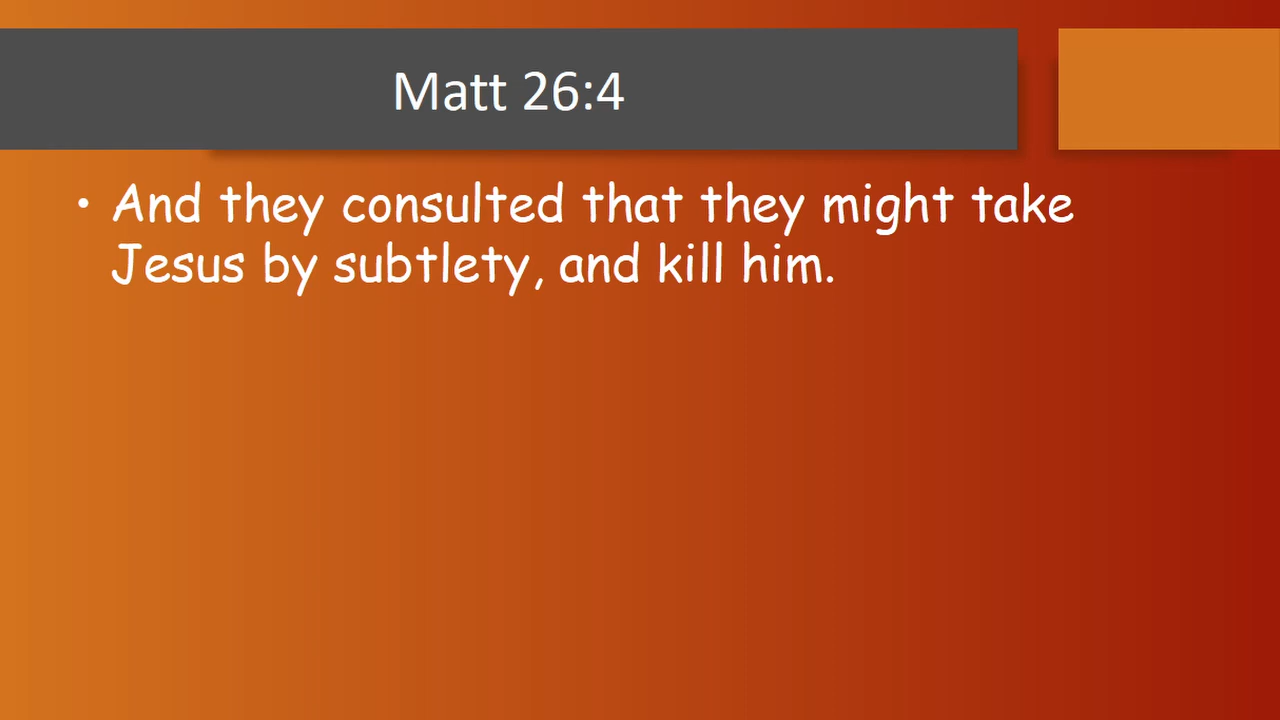 Matt 26:4
• And they consulted that they might take
Jesus by subtlety, and kill him.